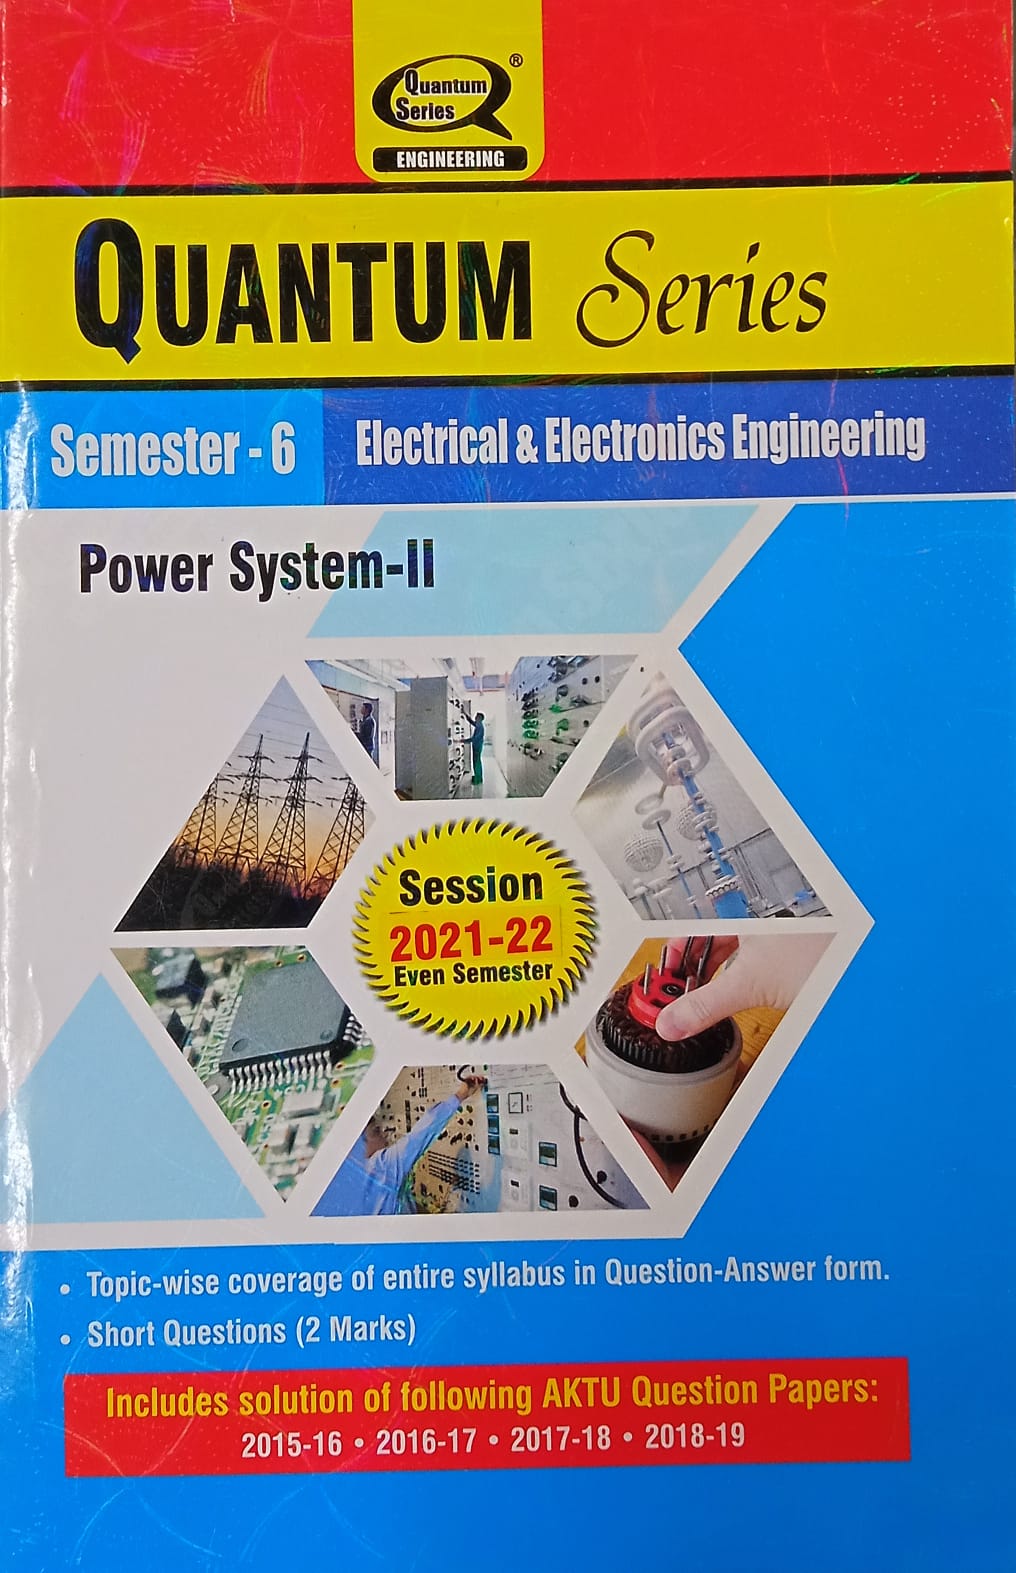 Quantum
Series
®
ENGINEERING
QUANTUM Series
Semester - 6
Electrical & Electronics Engineering
Power System-II
Session
2021-22
Even Semester
• Topic-wise coverage of entire syllabus in Question-Answer form.
• Short Questions (2 Marks)
Includes solution of following AKTU Question Papers:
2015-16 • 2016-17 • 2017-18 • 2018-19